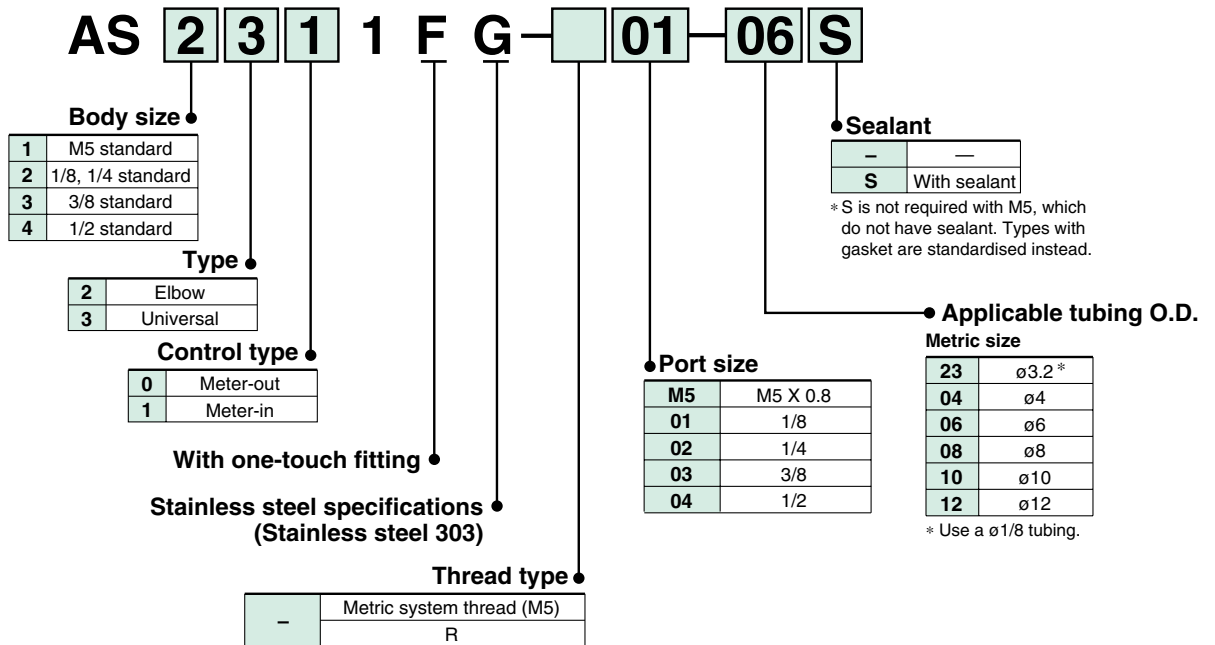 AS 2 3 1 1 F G – 01 – 06 S
Body size
1 M5 standard
2 1/8, 1/4 standard
3 3/8 standard
4 1/2 standard
Type
2 Elbow
3 Universal
Control type
0 Meter-out
1 Meter-in
With one-touch fitting
Stainless steel specifications
(Stainless steel 303)
Thread type
– Metric system thread (M5)
R
Port size
M5 M5 X 0.8
01 1/8
02 1/4
03 3/8
04 1/2
Sealant
– —
S With sealant
* S is not required with M5, which
do not have sealant. Types with
gasket are standardised instead.
Applicable tubing O.D.
Metric size
23 ø3.2*
04 ø4
06 ø6
08 ø8
10 ø10
12 ø12
* Use a ø1/8 tubing.